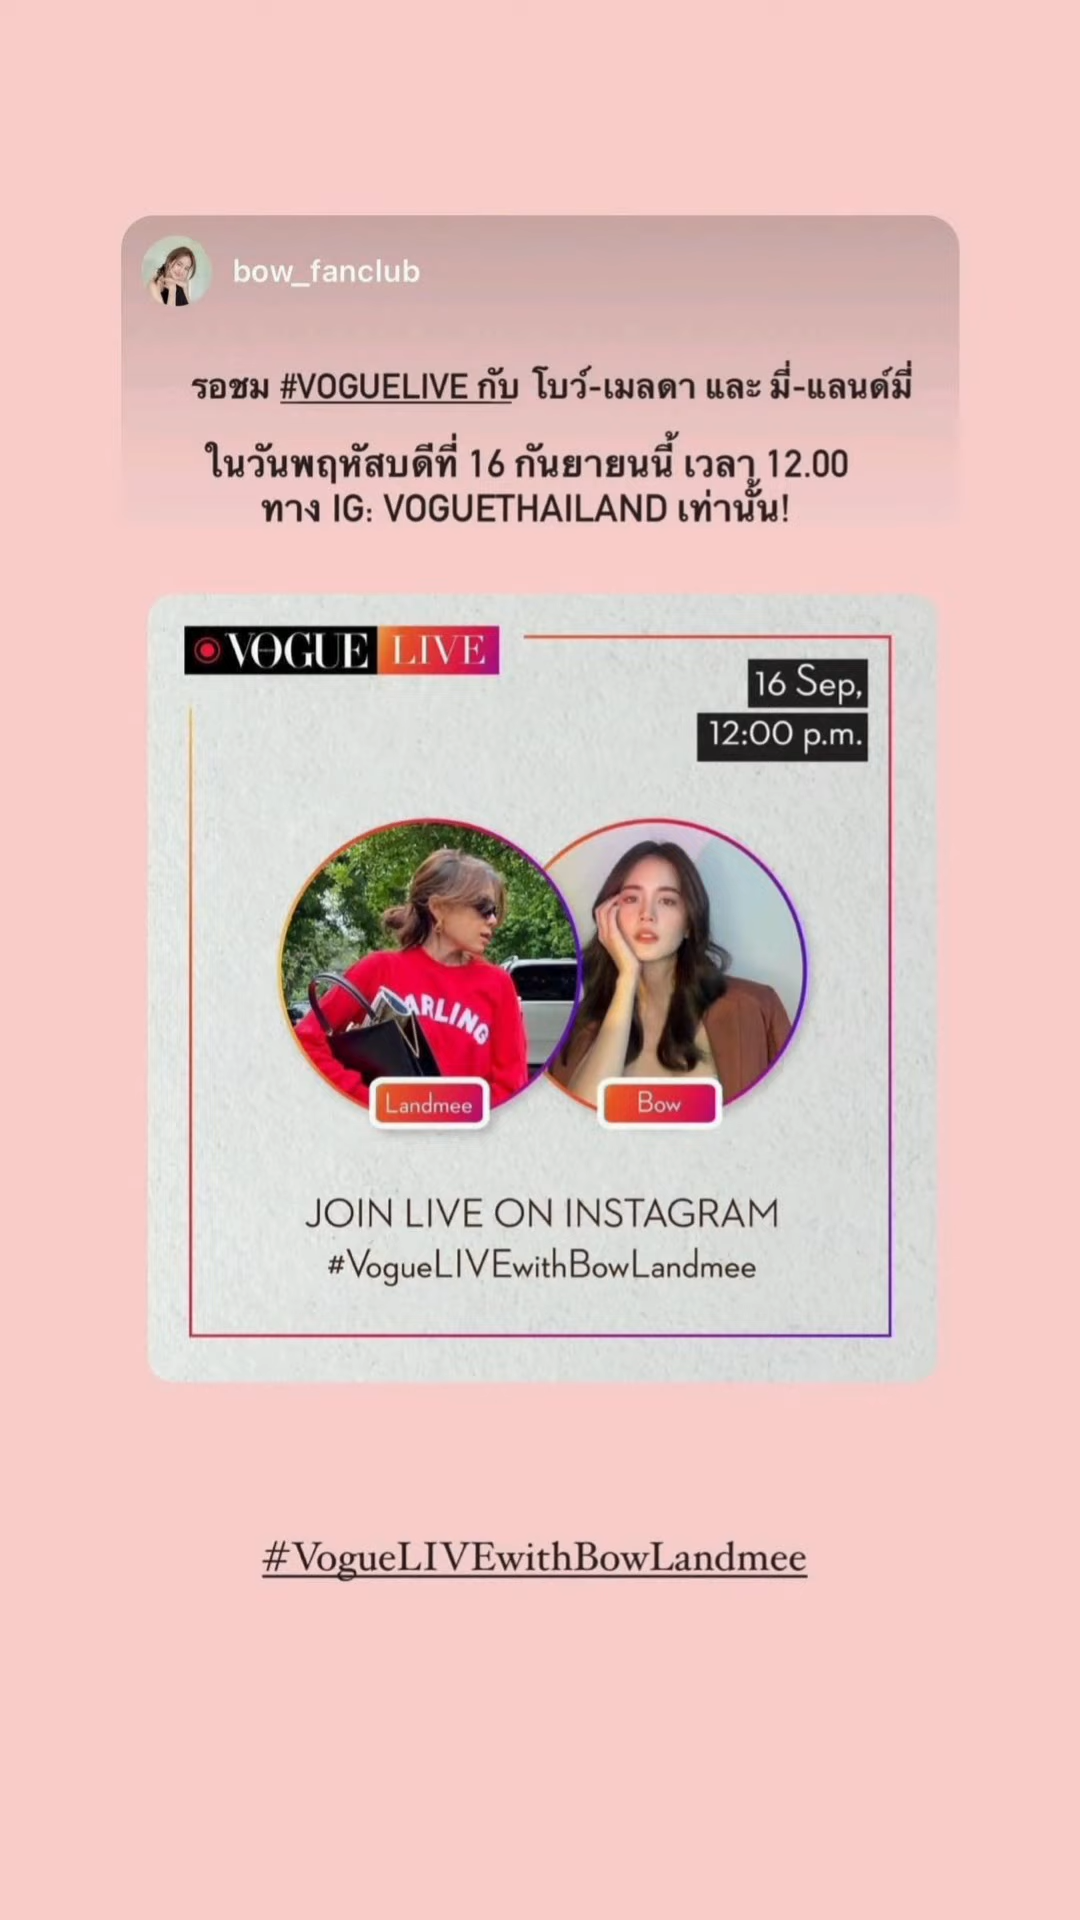 bow_fanclub
รอชม #VOGUELIVE กับ โบว์-เมลดา และ มี่-แลนด์มี่
ในวันพฤหัสบดีที่ 16 กันยายนนี้ เวลา 12.00
ทาง IG: VOGUETHAILAND เท่านั้น!
VOGUE LIVE
16 Sep,
12:00 p.m.
ARLING
Landmee
Bow
JOIN LIVE ON INSTAGRAM
#VogueLIVEwithBowLandmee
#VogueLIVEwithBowLandmee